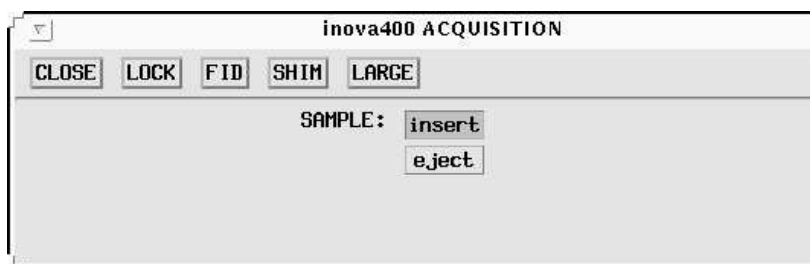 inova400 ACQUISITION
CLOSE LOCK FID SHIM LARGE
SAMPLE: insert
eject